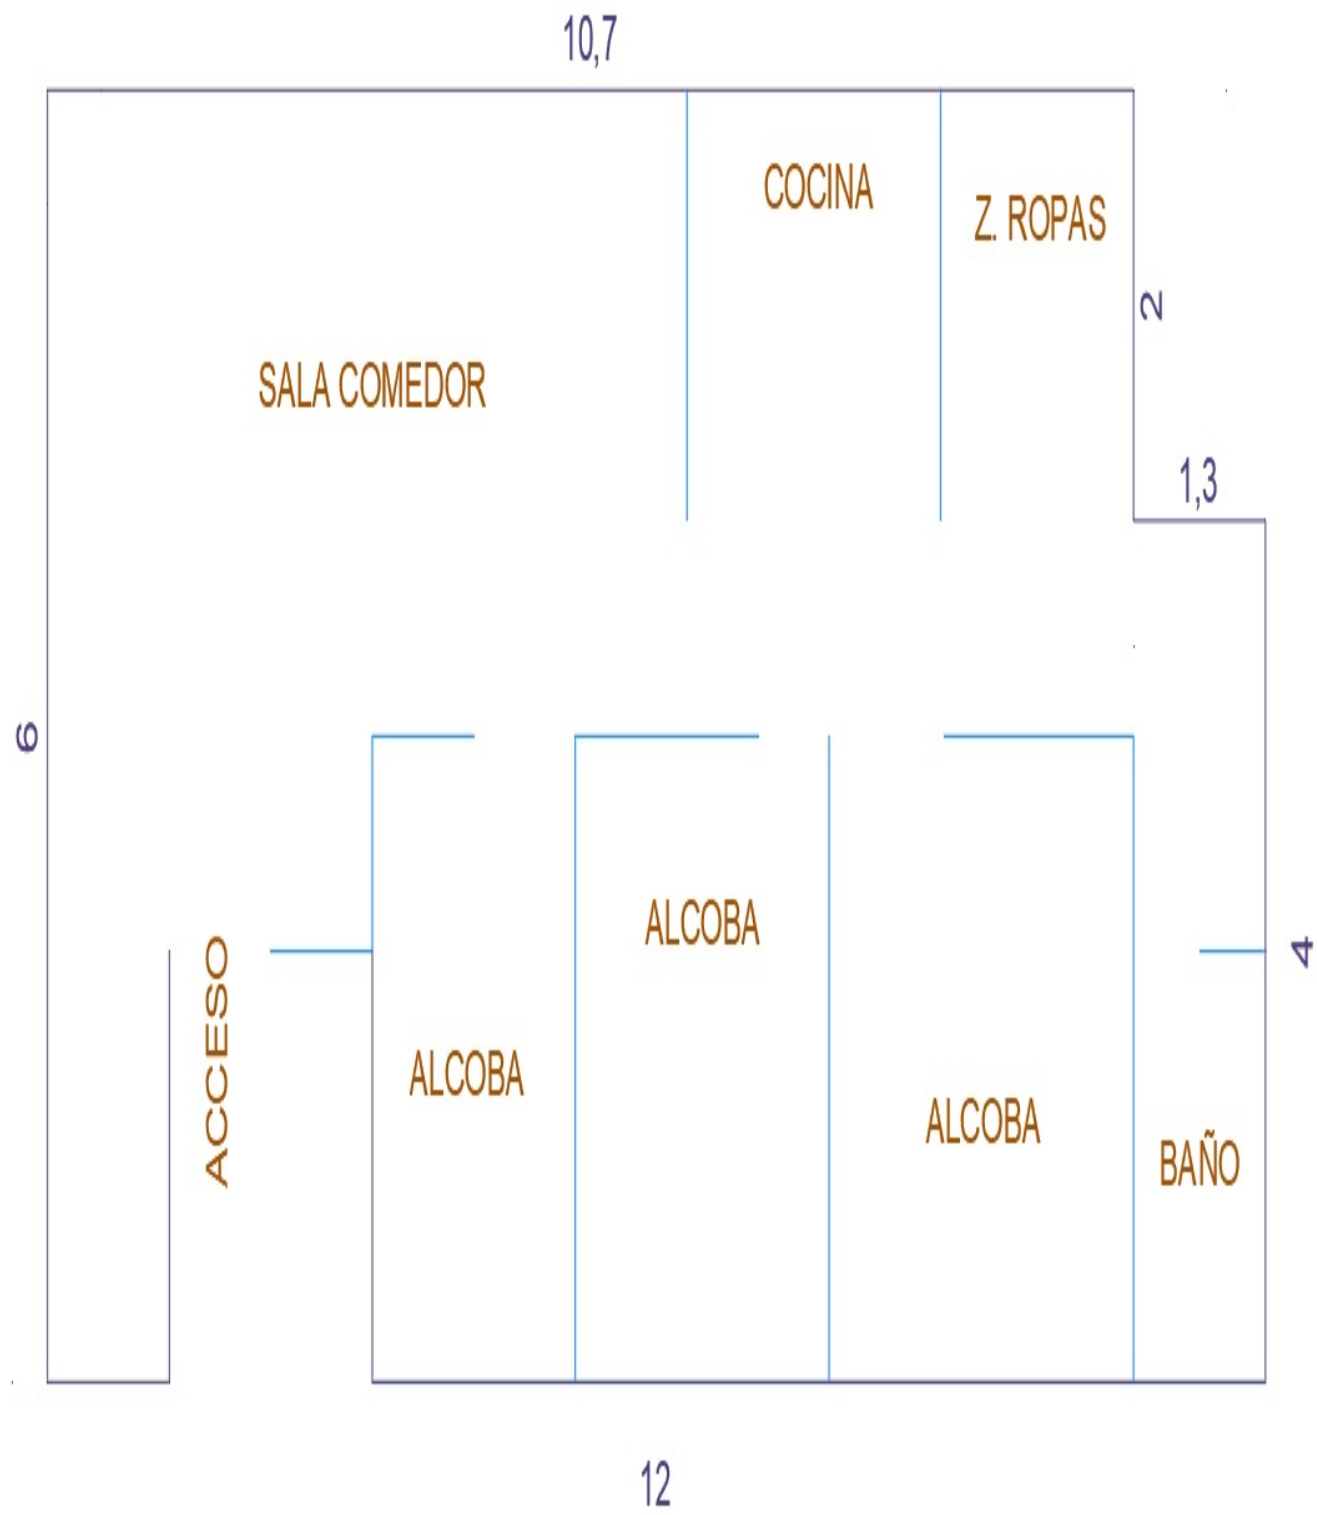 10,7
COCINA
Z. ROPAS
2
SALA COMEDOR
1,3
6
ALCOBA
4
ACCESO
ALCOBA
ALCOBA
BAÑO
12